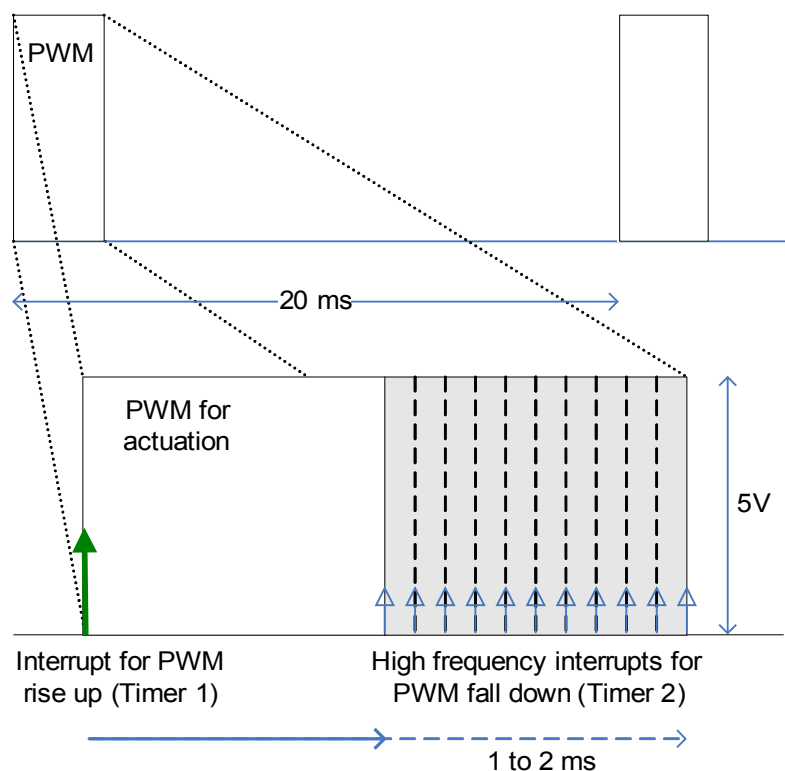 PWM
20 ms
PWM for
actuation
5V
Interrupt for PWM
rise up (Timer 1)
High frequency interrupts for
PWM fall down (Timer 2)
1 to 2 ms